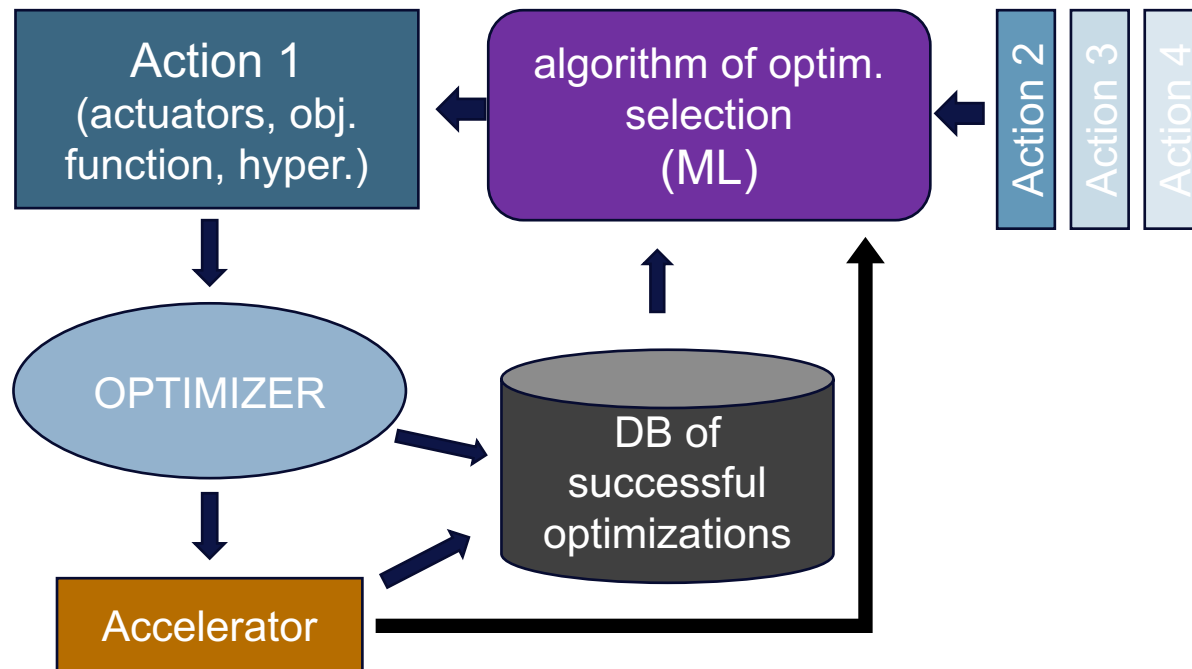 Action 1
(actuators, obj.
function, hyper.)
algorithm of optim.
selection
(ML)
Action 2
Action 3
Action 4
OPTIMIZER
DB of
successful
optimizations
Accelerator